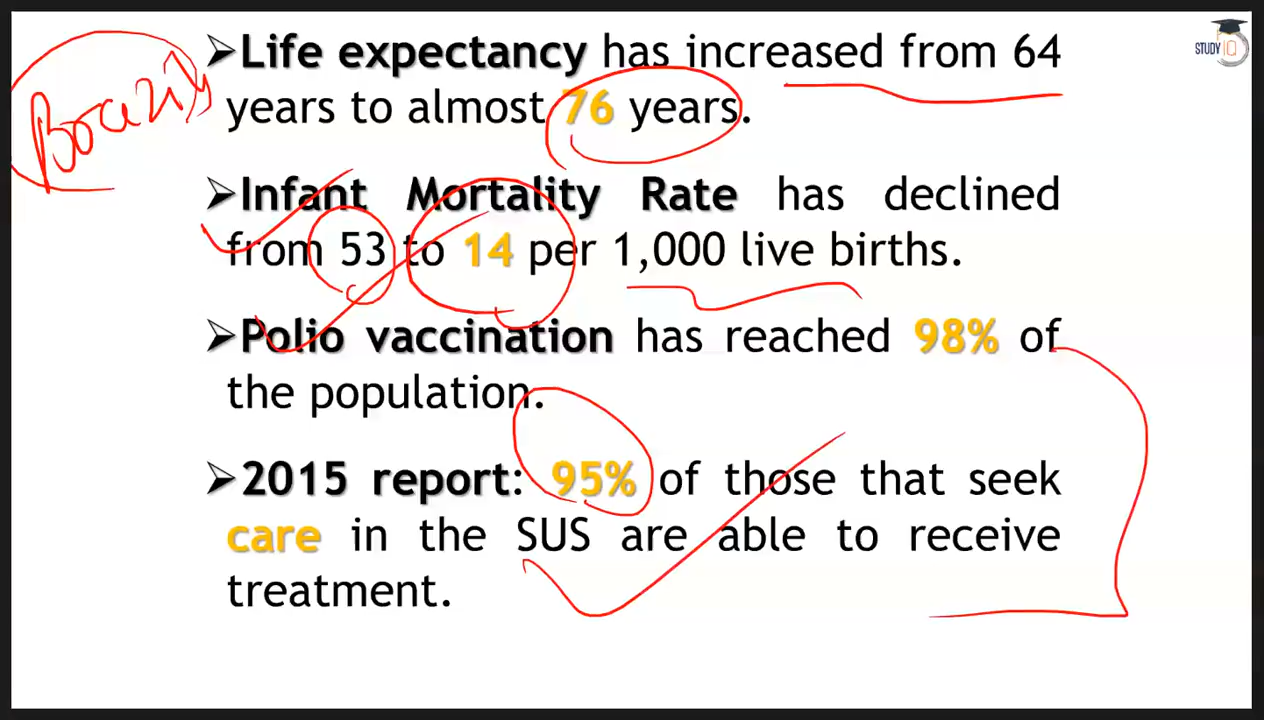 STUDY IQ
Brazil
➢Life expectancy has increased from 64
years to almost 76 years.
➢Infant Mortality Rate has declined
from 53 to 14 per 1,000 live births.
➢Polio vaccination has reached 98% of
the population.
➢2015 report: 95% of those that seek
care in the SUS are able to receive
treatment.